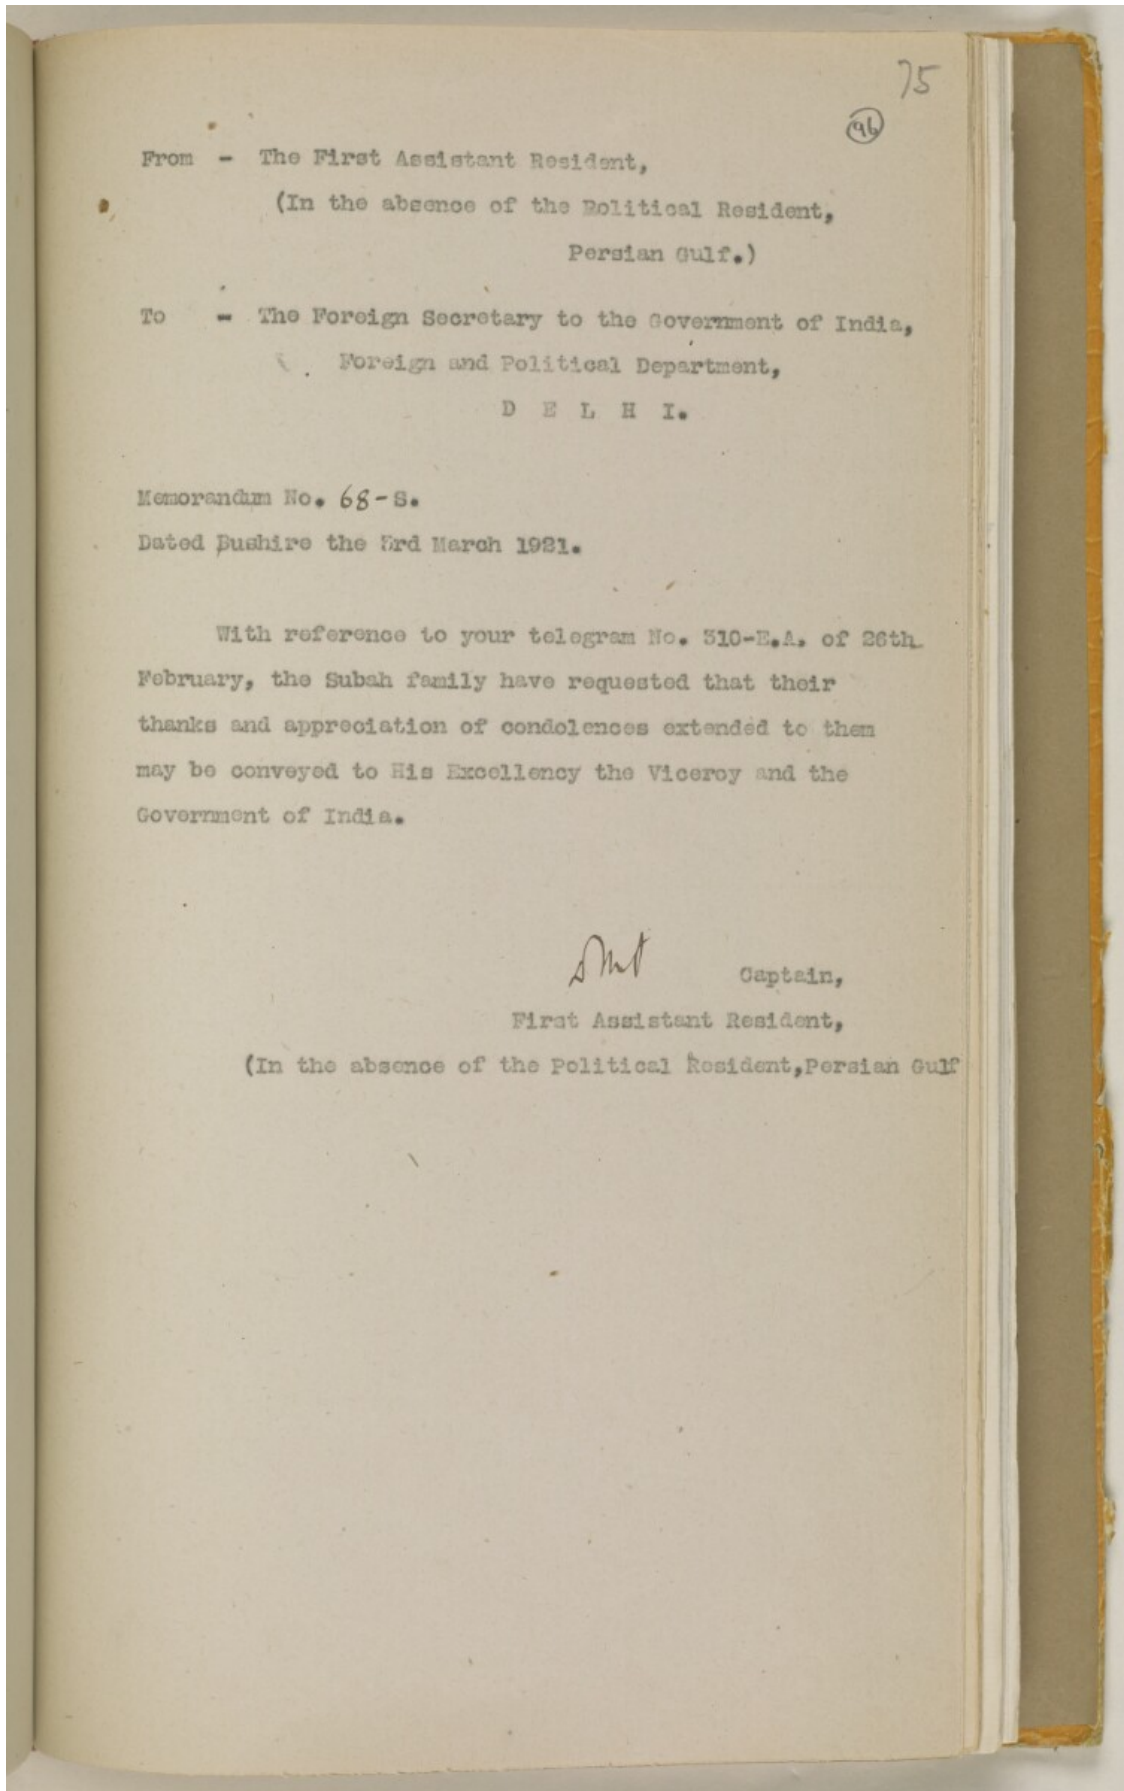 75
96
From - The First Assistant Resident,
(In the absence of the Political Resident,
Persian Gulf.)
To - The Foreign Secretary to the Government of India,
Foreign and Political Department,
D E L H I.
Memorandum No. 68-S.
Dated Bushire the 3rd March 1921.
With reference to your telegram No. 310-E.A. of 26th
February, the Subah family have requested that their
thanks and appreciation of condolences extended to them
may be conveyed to His Excellency the Viceroy and the
Government of India.
Captain,
First Assistant Resident,
(In the absence of the Political Resident,Persian Gulf